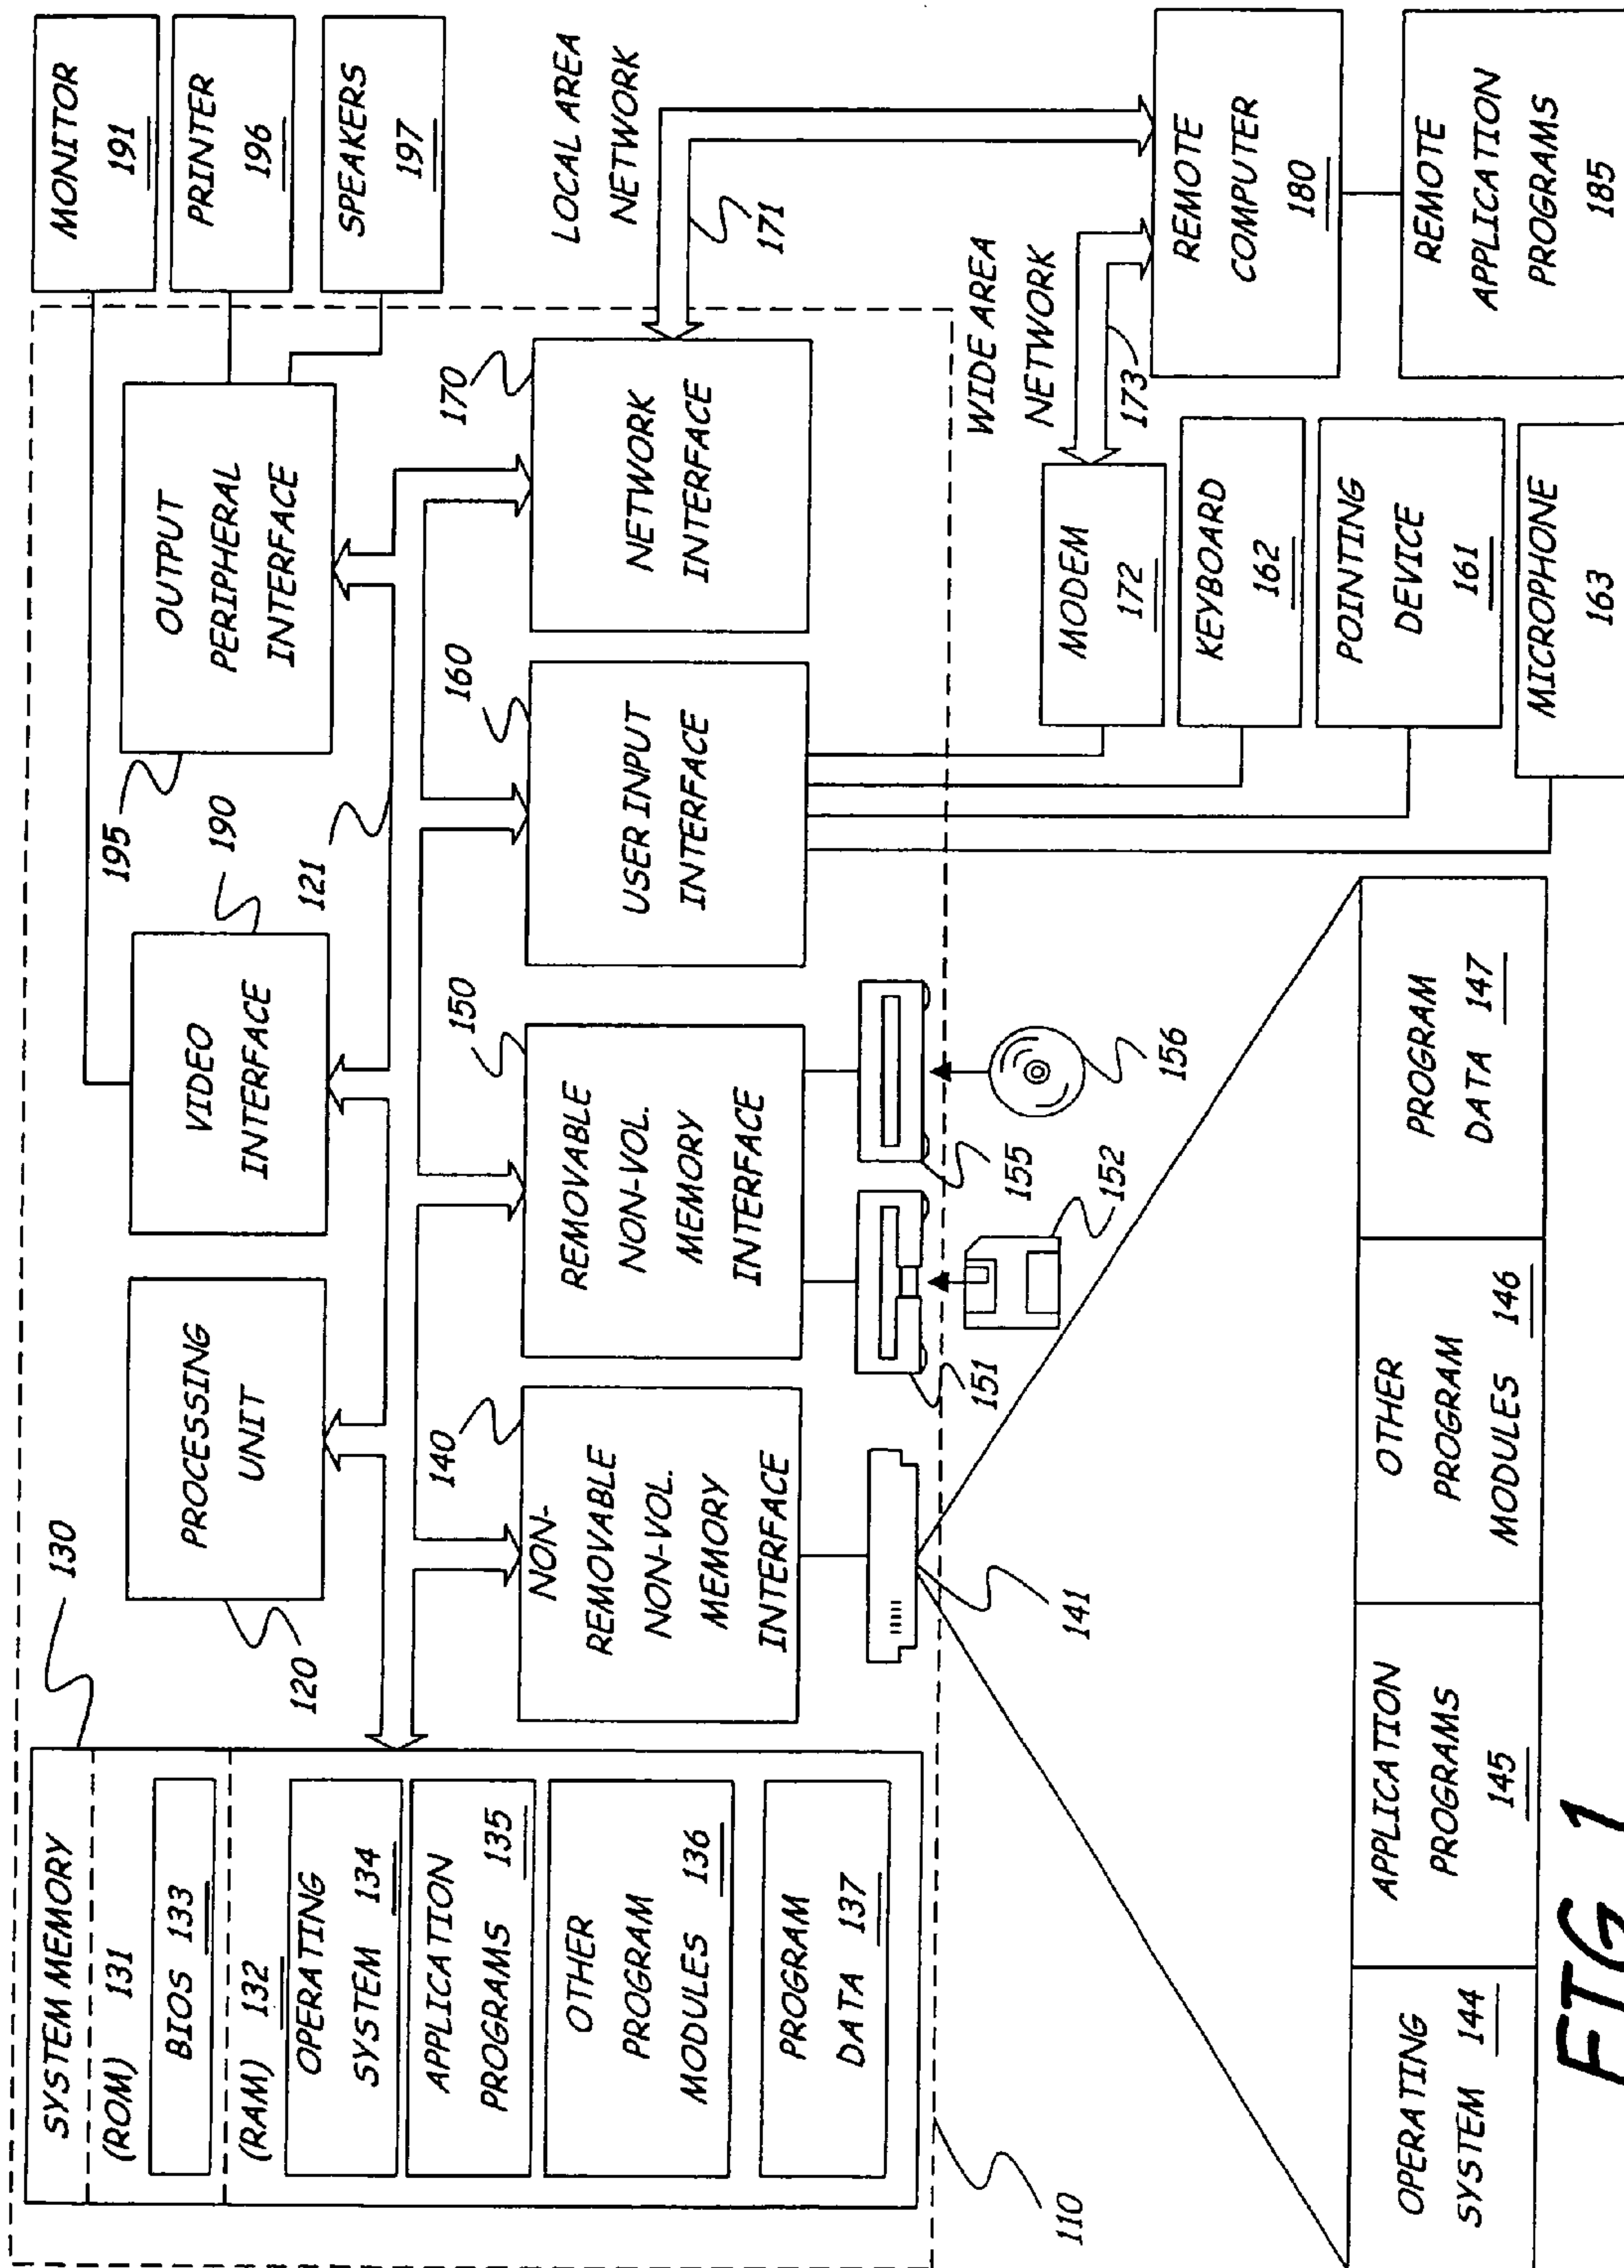 SYSTEM MEMORY
(ROM) 131
BIOS 133
(RAM) 132
OPERATING
SYSTEM 134
APPLICATION
PROGRAMS 135
OTHER
PROGRAM
MODULES 136
PROGRAM
DATA 137
130
PROCESSING
UNIT
120
VIDEO
INTERFACE
190
OUTPUT
PERIPHERAL
INTERFACE
195
121
MONITOR
191
PRINTER
196
SPEAKERS
197
NON-
REMOVABLE
NON-VOL.
MEMORY
INTERFACE
140
REMOVABLE
NON-VOL.
MEMORY
INTERFACE
150
USER INPUT
INTERFACE
160
NETWORK
INTERFACE
170
LOCAL AREA
NETWORK
171
141
151
152
155
156
WIDE AREA
NETWORK
173
MODEM
172
KEYBOARD
162
POINTING
DEVICE
161
MICROPHONE
163
REMOTE
COMPUTER
180
REMOTE
APPLICATION
PROGRAMS
185
110
OPERATING
SYSTEM 144
APPLICATION
PROGRAMS
145
OTHER
PROGRAM
MODULES 146
PROGRAM
DATA 147
FIG 1